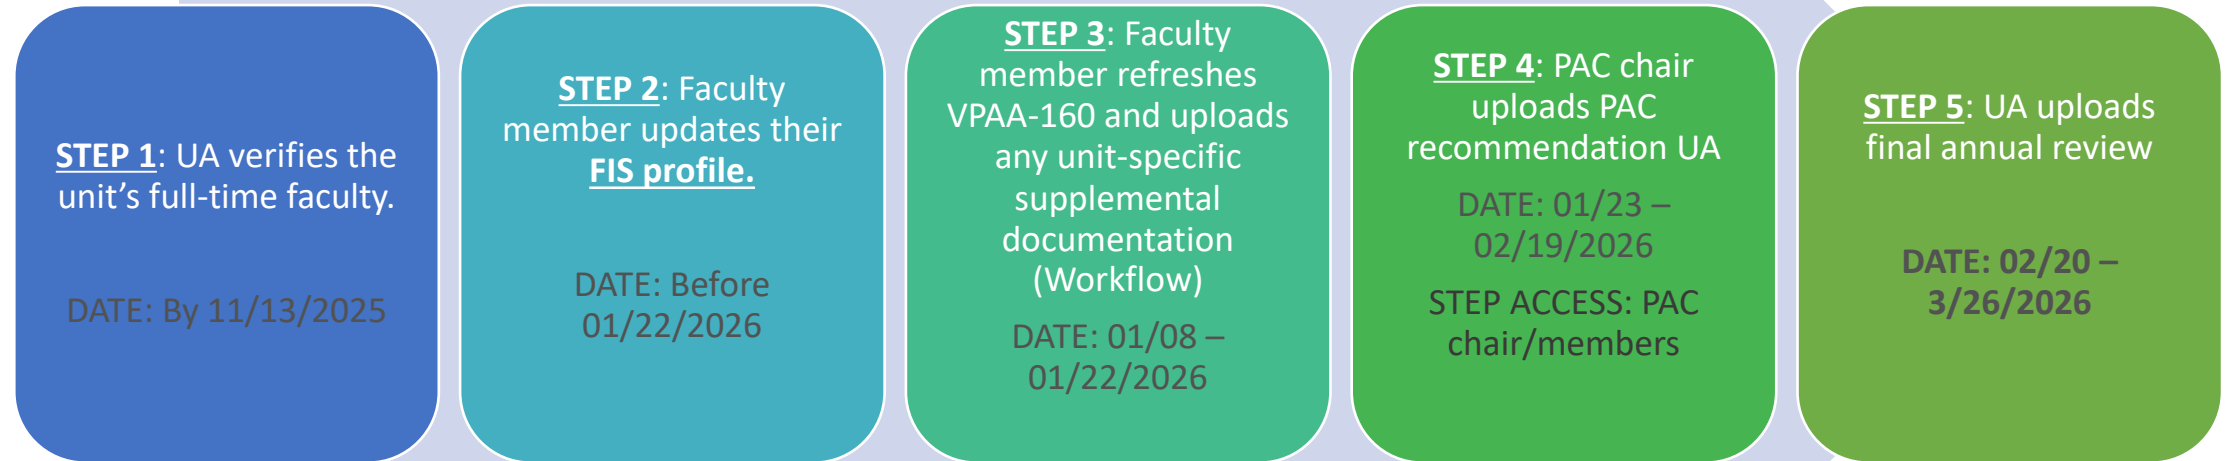 STEP 1: UA verifies the
unit’s full-time faculty.
DATE: By 11/13/2025
STEP 2: Faculty
member updates their
FIS profile.
DATE: Before
01/22/2026
STEP 3: Faculty
member refreshes
VPAA-160 and uploads
any unit-specific
supplemental
documentation
(Workflow)
DATE: 01/08 –
01/22/2026
STEP 4: PAC chair
uploads PAC
recommendation UA
DATE: 01/23 –
02/19/2026
STEP ACCESS: PAC
chair/members
STEP 5: UA uploads
final annual review
DATE: 02/20 –
3/26/2026